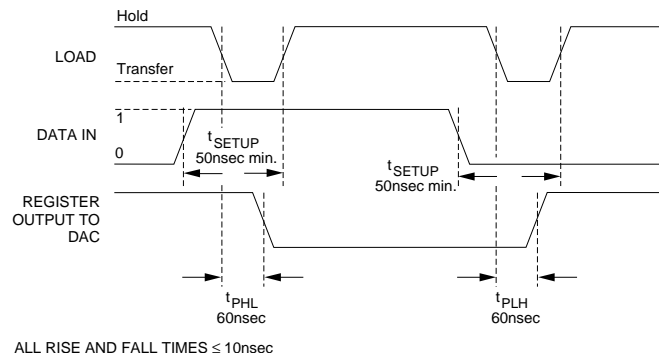 Hold
LOAD
Transfer
1
DATA IN
0
tSETUP
50nsec min.
tSETUP
50nsec min.
REGISTER
OUTPUT TO
DAC
tPHL
60nsec
tPLH
60nsec
ALL RISE AND FALL TIMES ≤ 10nsec